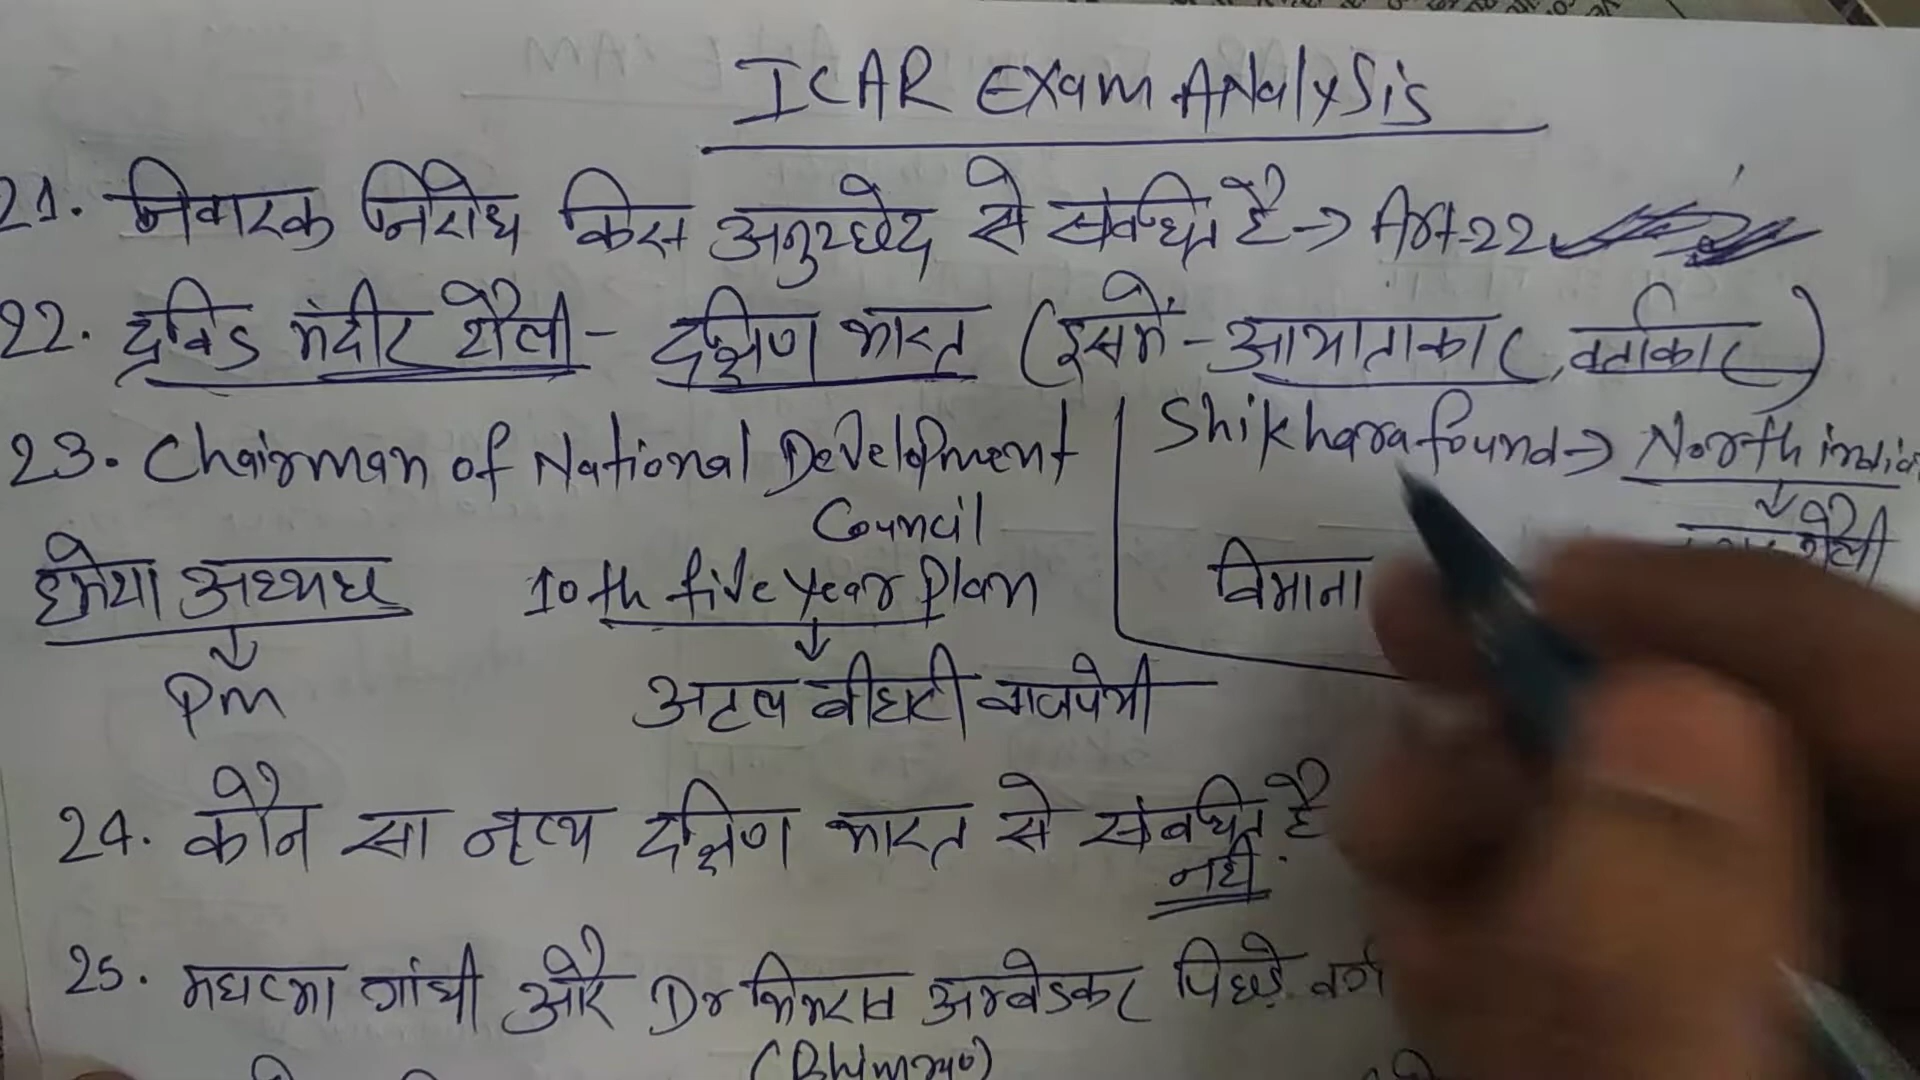 ICAR Exam Analysis
21. निवारक निरोध किस अनुच्छेद से संबंधित है → Art-22
22. द्रविड मंदीर शैली - दक्षिण भारत (इसमें - आयाताकार, वर्ताकार)
23. Chairman of National Development Council
हमेशा अध्यक्ष
↓
PM
10th five year Plan
↓
अटल बीहारी वाजपेयी
Shikhara found → North india
↓
शैली
विमाना
24. कौन सा नृत्य दक्षिण भारत से संबंधित है
नही
25. महात्मा गांधी और Dr भिमराव अम्बेडकर पिछड़े वर्ग
(Bhimrao)